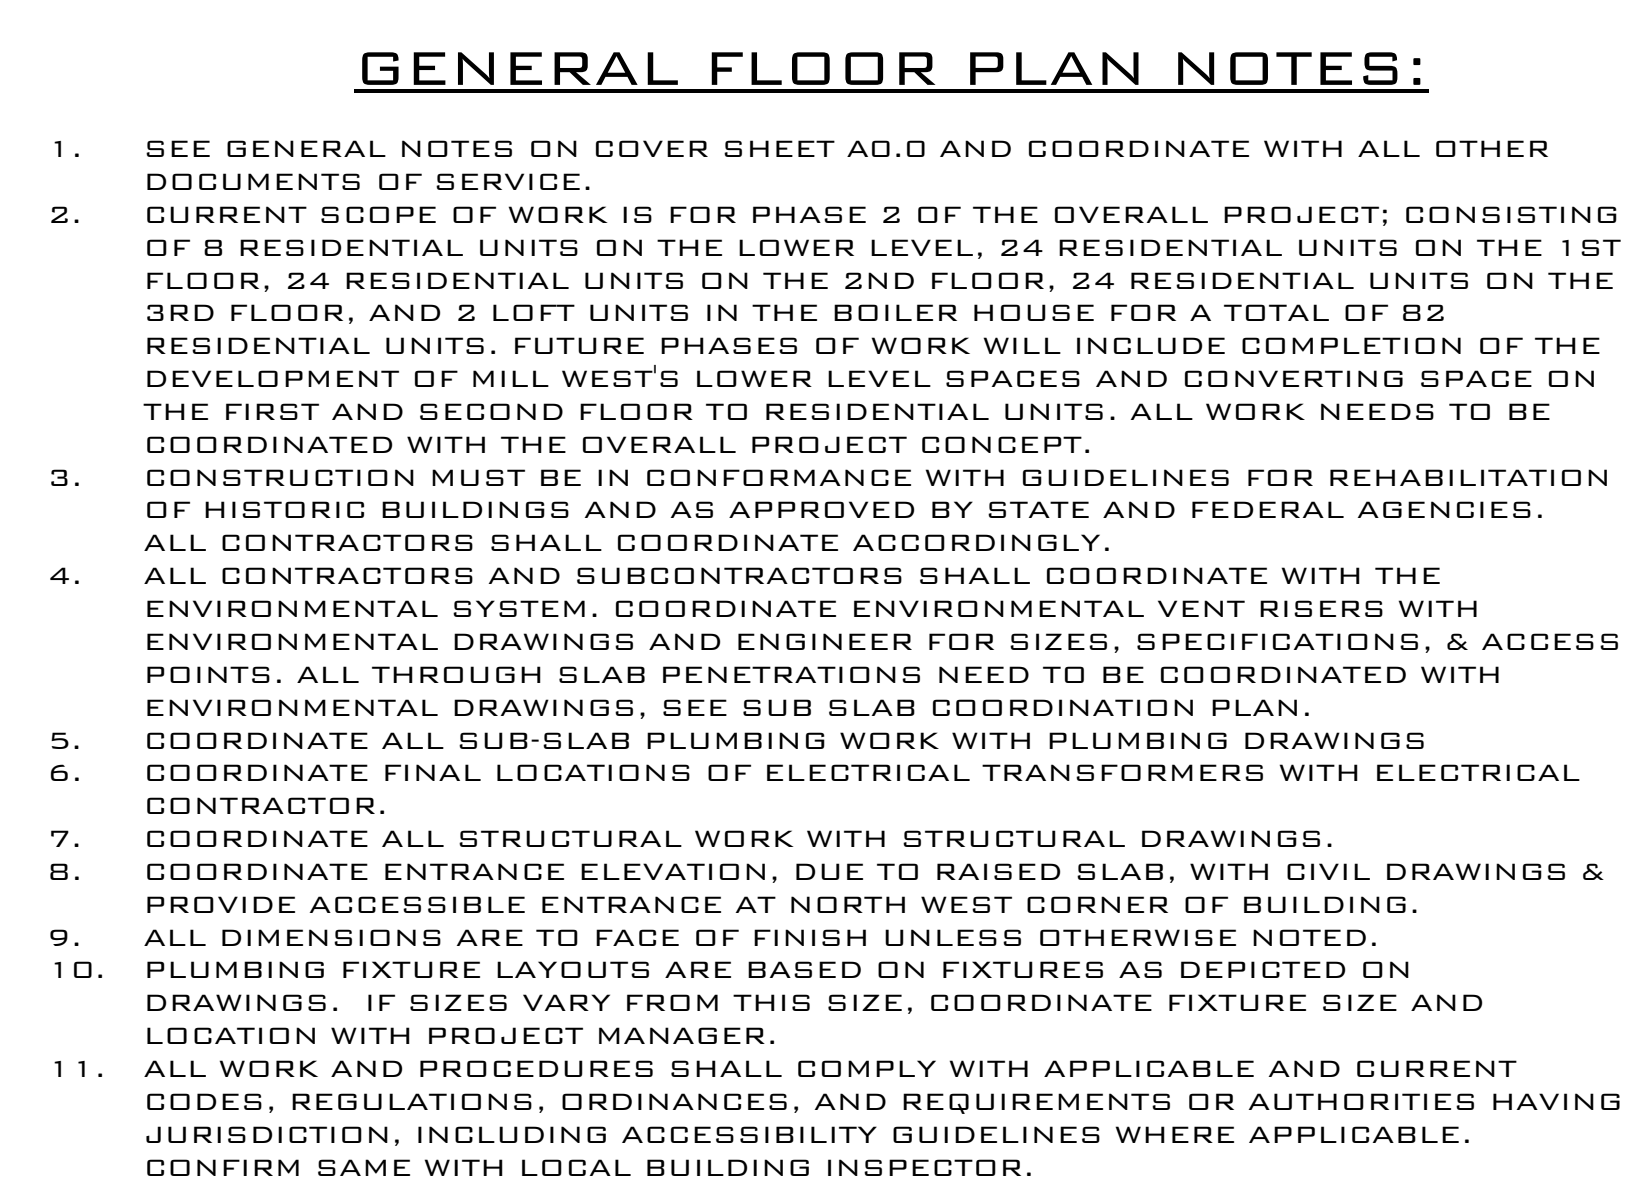 GENERAL FLOOR PLAN NOTES:
1. SEE GENERAL NOTES ON COVER SHEET A0.0 AND COORDINATE WITH ALL OTHER
DOCUMENTS OF SERVICE.
2. CURRENT SCOPE OF WORK IS FOR PHASE 2 OF THE OVERALL PROJECT; CONSISTING
OF 8 RESIDENTIAL UNITS ON THE LOWER LEVEL, 24 RESIDENTIAL UNITS ON THE 1ST
FLOOR, 24 RESIDENTIAL UNITS ON THE 2ND FLOOR, 24 RESIDENTIAL UNITS ON THE
3RD FLOOR, AND 2 LOFT UNITS IN THE BOILER HOUSE FOR A TOTAL OF 82
RESIDENTIAL UNITS. FUTURE PHASES OF WORK WILL INCLUDE COMPLETION OF THE
DEVELOPMENT OF MILL WEST'S LOWER LEVEL SPACES AND CONVERTING SPACE ON
THE FIRST AND SECOND FLOOR TO RESIDENTIAL UNITS. ALL WORK NEEDS TO BE
COORDINATED WITH THE OVERALL PROJECT CONCEPT.
3. CONSTRUCTION MUST BE IN CONFORMANCE WITH GUIDELINES FOR REHABILITATION
OF HISTORIC BUILDINGS AND AS APPROVED BY STATE AND FEDERAL AGENCIES.
ALL CONTRACTORS SHALL COORDINATE ACCORDINGLY.
4. ALL CONTRACTORS AND SUBCONTRACTORS SHALL COORDINATE WITH THE
ENVIRONMENTAL SYSTEM. COORDINATE ENVIRONMENTAL VENT RISERS WITH
ENVIRONMENTAL DRAWINGS AND ENGINEER FOR SIZES, SPECIFICATIONS, & ACCESS
POINTS. ALL THROUGH SLAB PENETRATIONS NEED TO BE COORDINATED WITH
ENVIRONMENTAL DRAWINGS, SEE SUB SLAB COORDINATION PLAN.
5. COORDINATE ALL SUB-SLAB PLUMBING WORK WITH PLUMBING DRAWINGS
6. COORDINATE FINAL LOCATIONS OF ELECTRICAL TRANSFORMERS WITH ELECTRICAL
CONTRACTOR.
7. COORDINATE ALL STRUCTURAL WORK WITH STRUCTURAL DRAWINGS.
8. COORDINATE ENTRANCE ELEVATION, DUE TO RAISED SLAB, WITH CIVIL DRAWINGS &
PROVIDE ACCESSIBLE ENTRANCE AT NORTH WEST CORNER OF BUILDING.
9. ALL DIMENSIONS ARE TO FACE OF FINISH UNLESS OTHERWISE NOTED.
10. PLUMBING FIXTURE LAYOUTS ARE BASED ON FIXTURES AS DEPICTED ON
DRAWINGS. IF SIZES VARY FROM THIS SIZE, COORDINATE FIXTURE SIZE AND
LOCATION WITH PROJECT MANAGER.
11. ALL WORK AND PROCEDURES SHALL COMPLY WITH APPLICABLE AND CURRENT
CODES, REGULATIONS, ORDINANCES, AND REQUIREMENTS OR AUTHORITIES HAVING
JURISDICTION, INCLUDING ACCESSIBILITY GUIDELINES WHERE APPLICABLE.
CONFIRM SAME WITH LOCAL BUILDING INSPECTOR.